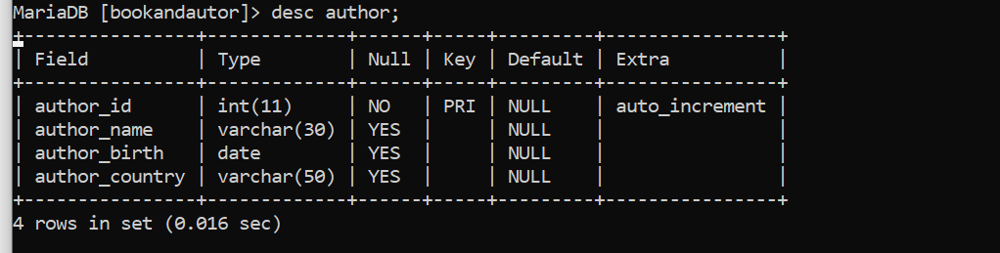 MariaDB [bookandautor]> desc author;
+----------------+-------------+------+-----+---------+----------------+
| Field          | Type        | Null | Key | Default | Extra          |
+----------------+-------------+------+-----+---------+----------------+
| author_id      | int(11)     | NO   | PRI | NULL    | auto_increment |
| author_name    | varchar(30) | YES  |     | NULL    |                |
| author_birth   | date        | YES  |     | NULL    |                |
| author_country | varchar(50) | YES  |     | NULL    |                |
+----------------+-------------+------+-----+---------+----------------+
4 rows in set (0.016 sec)